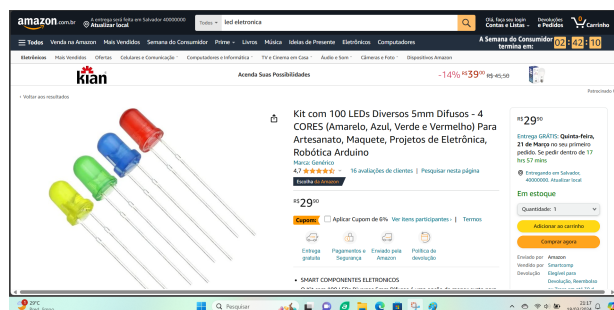 amazon.com.br
A entrega será feita em Salvador 40000000
Atualizar local
Todos
led eletronica
Olá, faça seu login
Contas e Listas
Devoluções
e Pedidos
Carrinho
Todos Venda na Amazon Mais Vendidos Semana do Consumidor Prime Livros Música Ideias de Presente Eletrônicos Computadores
A Semana do Consumidor
termina em:
02 : 42 : 10
Eletrônicos Mais Vendidos Ofertas Celulares e Comunicação Computadores e Informática TV e Cinema em Casa Áudio e Som Câmeras e Foto Dispositivos Amazon
kian
Acenda Suas Possibilidades
-14% R$39,00 R$ 45,50
Patrocinado
‹ Voltar aos resultados
Kit com 100 LEDs Diversos 5mm Difusos - 4
CORES (Amarelo, Azul, Verde e Vermelho) Para
Artesanato, Maquete, Projetos de Eletrônica,
Robótica Arduino
Marca: Genérico
4,7 16 avaliações de clientes | Pesquisar nesta página
Escolha da Amazon
R$29,90
Cupom: Aplicar Cupom de 6% Ver itens participantes › | Termos
Entrega
gratuita
Pagamentos e
Segurança
Enviado pela
Amazon
Política de
devolução
• SMART COMPONENTES ELETRONICOS
R$29,90
Entrega GRÁTIS: Quinta-feira,
21 de Março no seu primeiro
pedido. Se pedir dentro de 17
hrs 57 mins
Entregando em Salvador,
40000000. Atualizar local
Em estoque
Quantidade: 1
Adicionar ao carrinho
Comprar agora
Enviado por Amazon
Vendido por Smartcomp
Devolução Elegível para
Devolução, Reembolso
29°C
Pesquisar
21:17